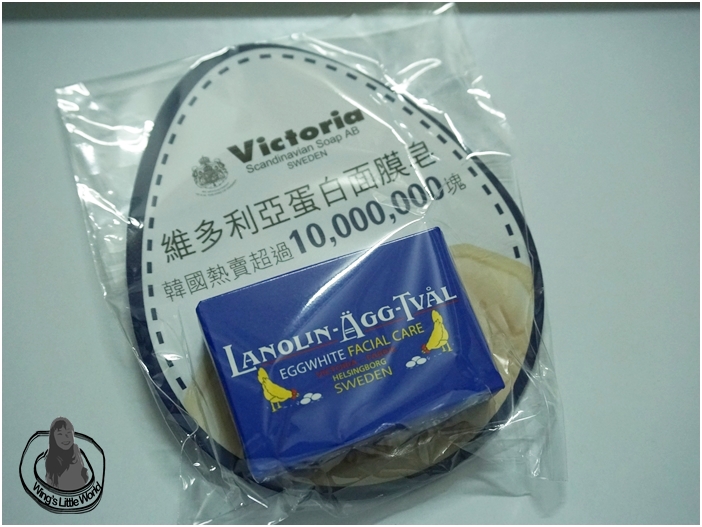 Victoria
Scandinavian Soap AB
SWEDEN
維多利亞蛋白面膜皂
韓國熱賣超過10,000,000塊
LANOLIN-ÄGG-TVÅL
EGGWHITE FACIAL CARE
HELSINGBORG
SWEDEN
Wing's Little World